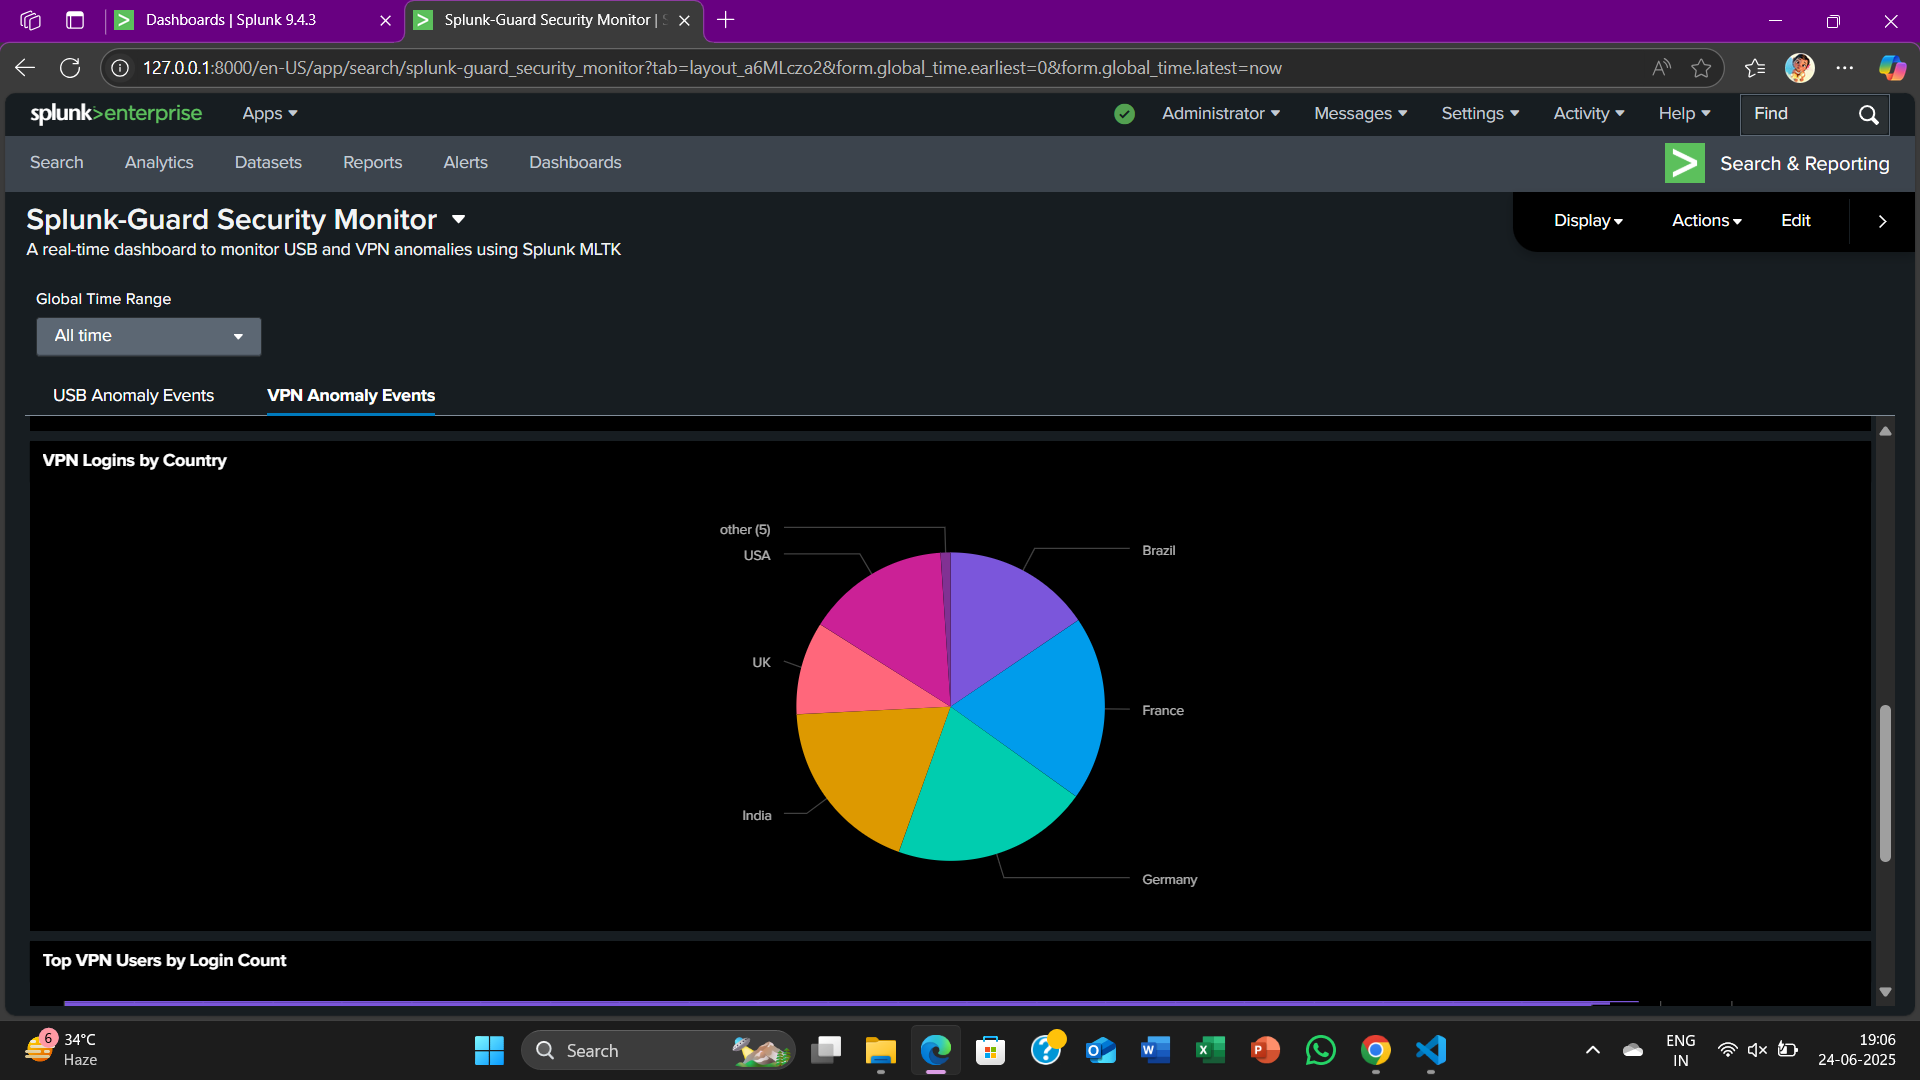 Dashboards | Splunk 9.4.3
Splunk-Guard Security Monitor |
127.0.0.1:8000/en-US/app/search/splunk-guard_security_monitor?tab=layout_a6MLczo2&form.global_time.earliest=0&form.global_time.latest=now
splunk>enterprise
Apps
Administrator
Messages
Settings
Activity
Help
Find
Search
Analytics
Datasets
Reports
Alerts
Dashboards
Search & Reporting
Splunk-Guard Security Monitor
A real-time dashboard to monitor USB and VPN anomalies using Splunk MLTK
Display
Actions
Edit
Global Time Range
All time
USB Anomaly Events
VPN Anomaly Events
VPN Logins by Country
other (5)
USA
Brazil
UK
France
India
Germany
Top VPN Users by Login Count
6
34°C
Haze
Search
ENG
IN
19:06
24-06-2025